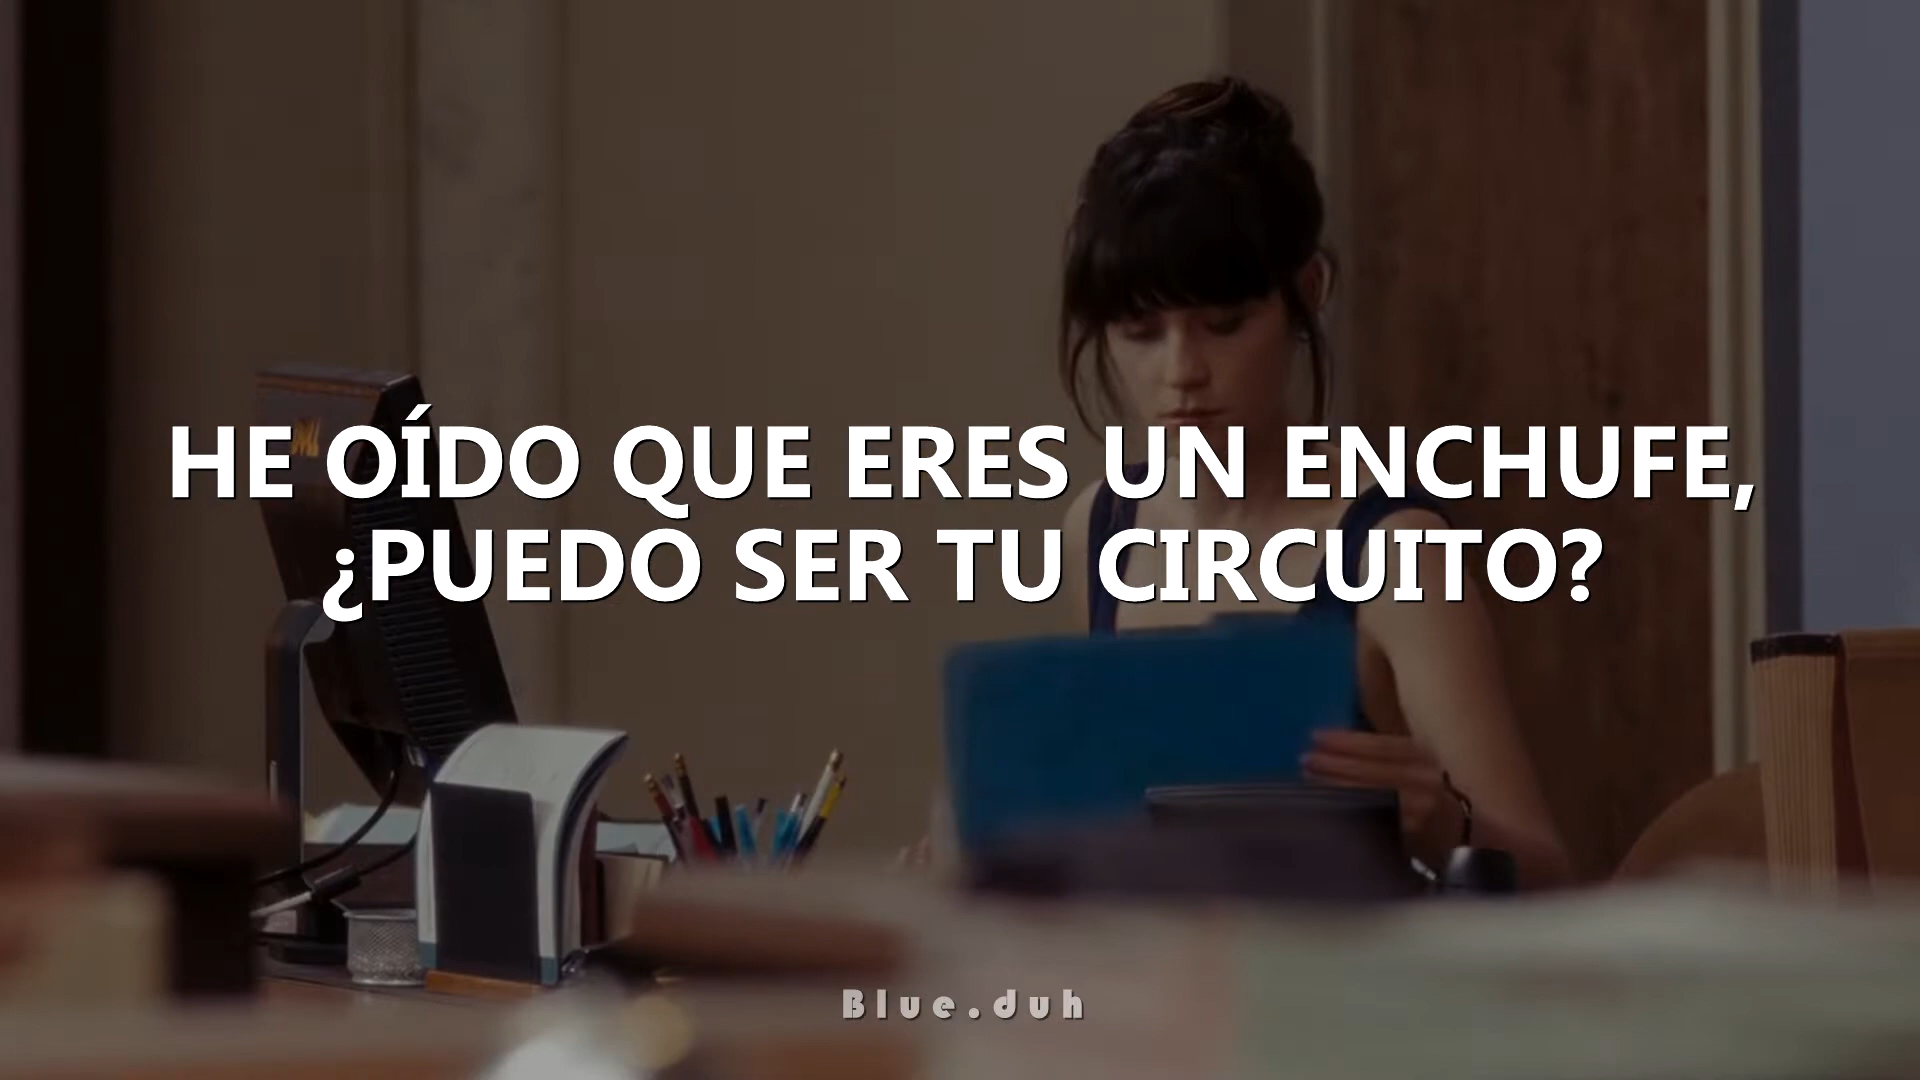 HE OÍDO QUE ERES UN ENCHUFE,
¿PUEDO SER TU CIRCUITO?
Blue.duh